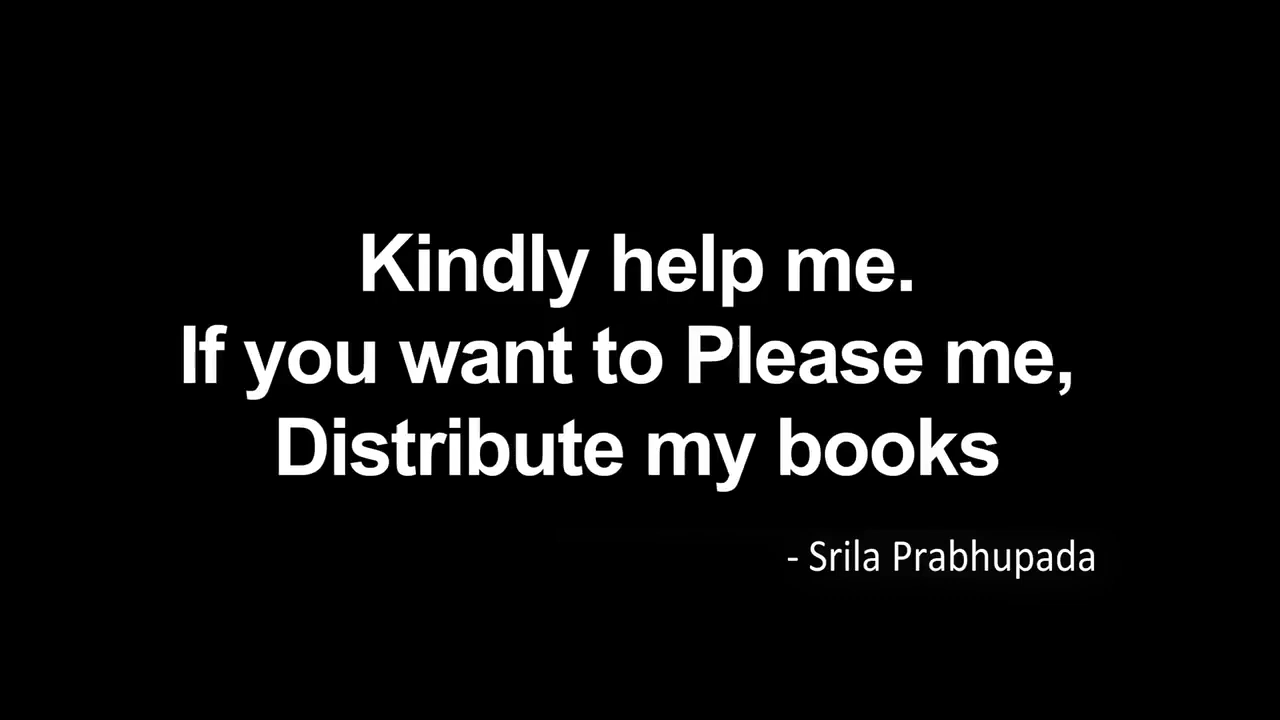 Kindly help me.
If you want to Please me,
Distribute my books
- Srila Prabhupada